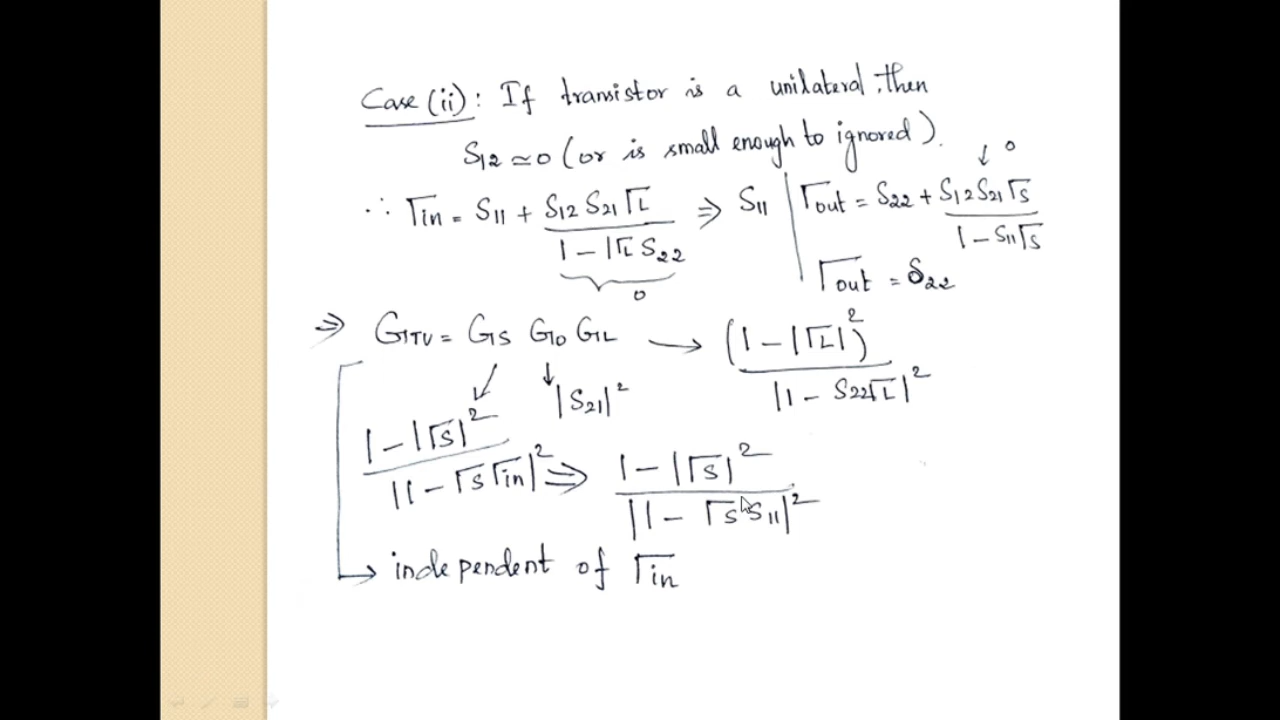 Case (ii): If transistor is a unilateral, then
S12 ≃ 0 (or is small enough to ignored).
∴ Γin = S11 + S12 S21 ΓL / 1 - ΓL S22 ⇒ S11
0
Γout = S22 + S12 S21 ΓS / 1 - S11 ΓS
↓ 0
Γout = S22
⇒ GTU = GS G0 GL → (1 - |ΓL|)² / |1 - S22 ΓL|²
↓ |S21|²
1 - |ΓS|² / |1 - ΓS Γin|² ⇒ 1 - |ΓS|² / |1 - ΓS S11|²
→ independent of Γin